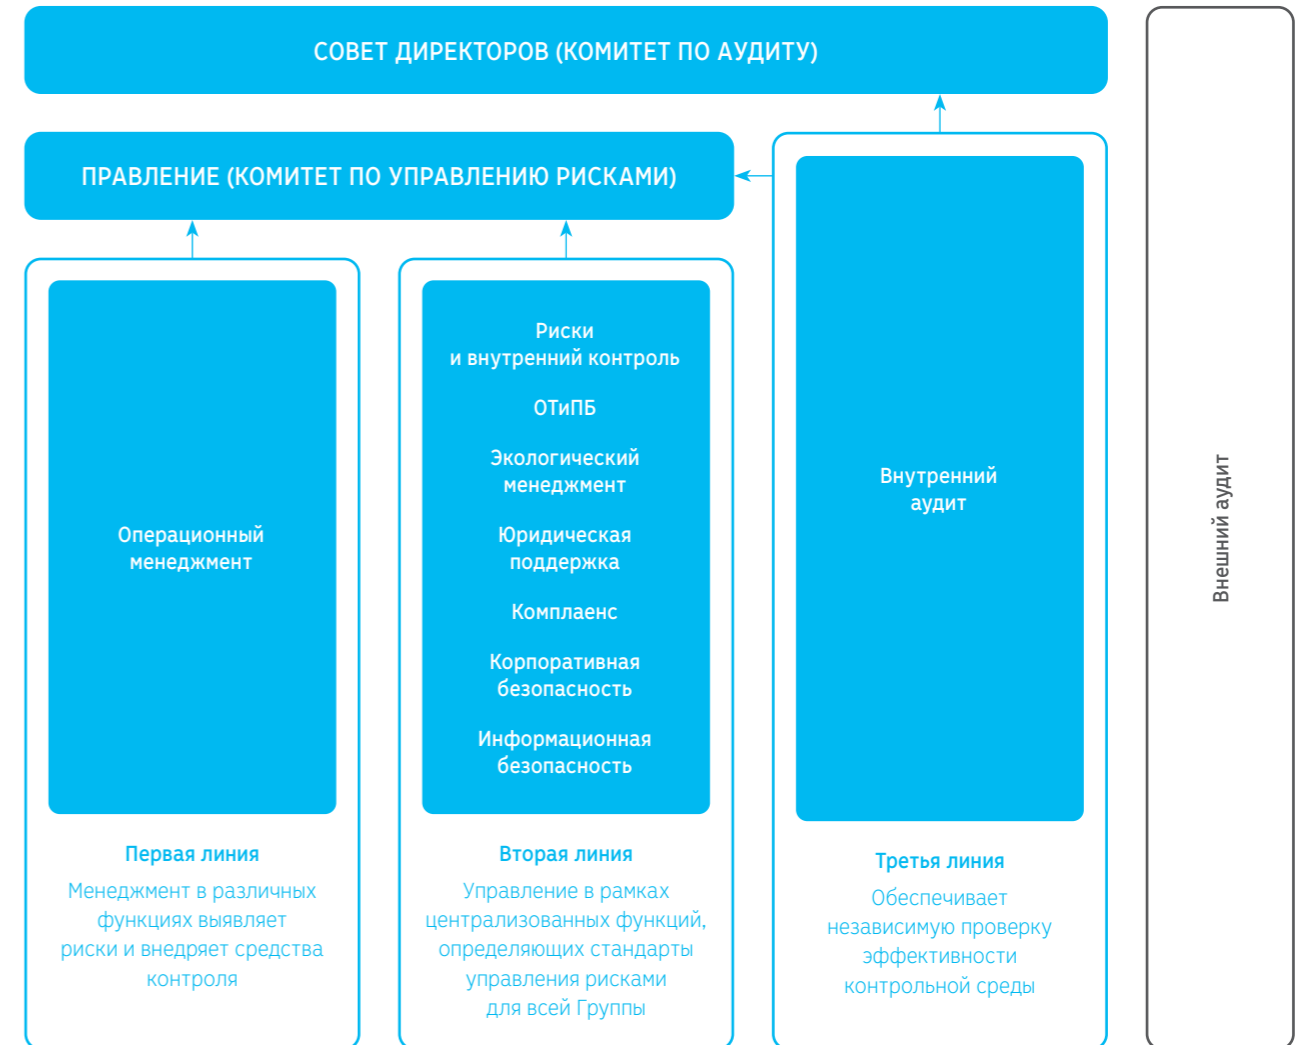 СОВЕТ ДИРЕКТОРОВ (КОМИТЕТ ПО АУДИТУ)
ПРАВЛЕНИЕ (КОМИТЕТ ПО УПРАВЛЕНИЮ РИСКАМИ)
Операционный
менеджмент
Первая линия
Менеджмент в различных
функциях выявляет
риски и внедряет средства
контроля
Риски
и внутренний контроль
ОТиПБ
Экологический
менеджмент
Юридическая
поддержка
Комплаенс
Корпоративная
безопасность
Информационная
безопасность
Вторая линия
Управление в рамках
централизованных функций,
определяющих стандарты
управления рисками
для всей Группы
Внутренний
аудит
Третья линия
Обеспечивает
независимую проверку
эффективности
контрольной среды
Внешний аудит